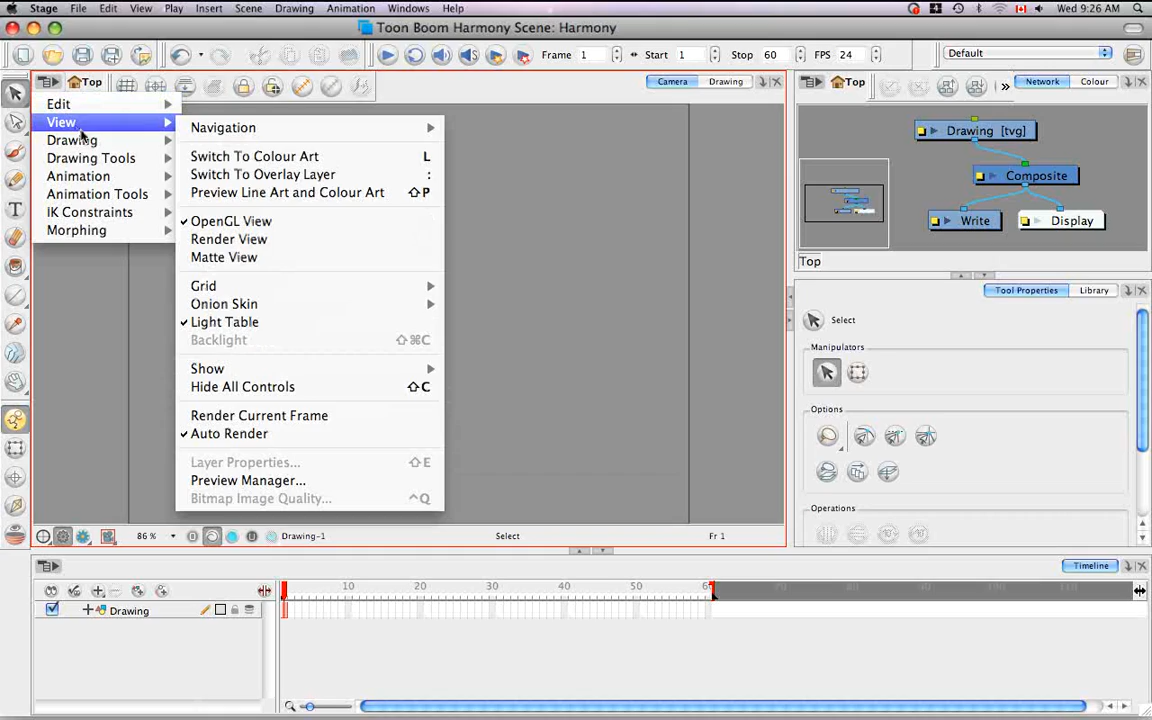 Stage File Edit View Play Insert Scene Drawing Animation Windows Help Wed 9:26 AM
Toon Boom Harmony Scene: Harmony
Frame 1 Start 1 Stop 60 FPS 24 Default
Top Camera Drawing Top Network Colour
Edit
View
Drawing
Drawing Tools
Animation
Animation Tools
IK Constraints
Morphing
Navigation
Switch To Colour Art L
Switch To Overlay Layer :
Preview Line Art and Colour Art ⇧P
✓ OpenGL View
Render View
Matte View
Grid
Onion Skin
✓ Light Table
Backlight ⇧⌘C
Show
Hide All Controls ⇧C
Render Current Frame
✓ Auto Render
Layer Properties... ⇧E
Preview Manager...
Bitmap Image Quality... ^Q
Drawing [tvg]
Composite
Write Display
Top
Tool Properties Library
Select
Manipulators
Options
Operations
86 % Drawing-1 Select Fr 1
Timeline
10 20 30 40 50 60 70 80 90 100 110
Drawing